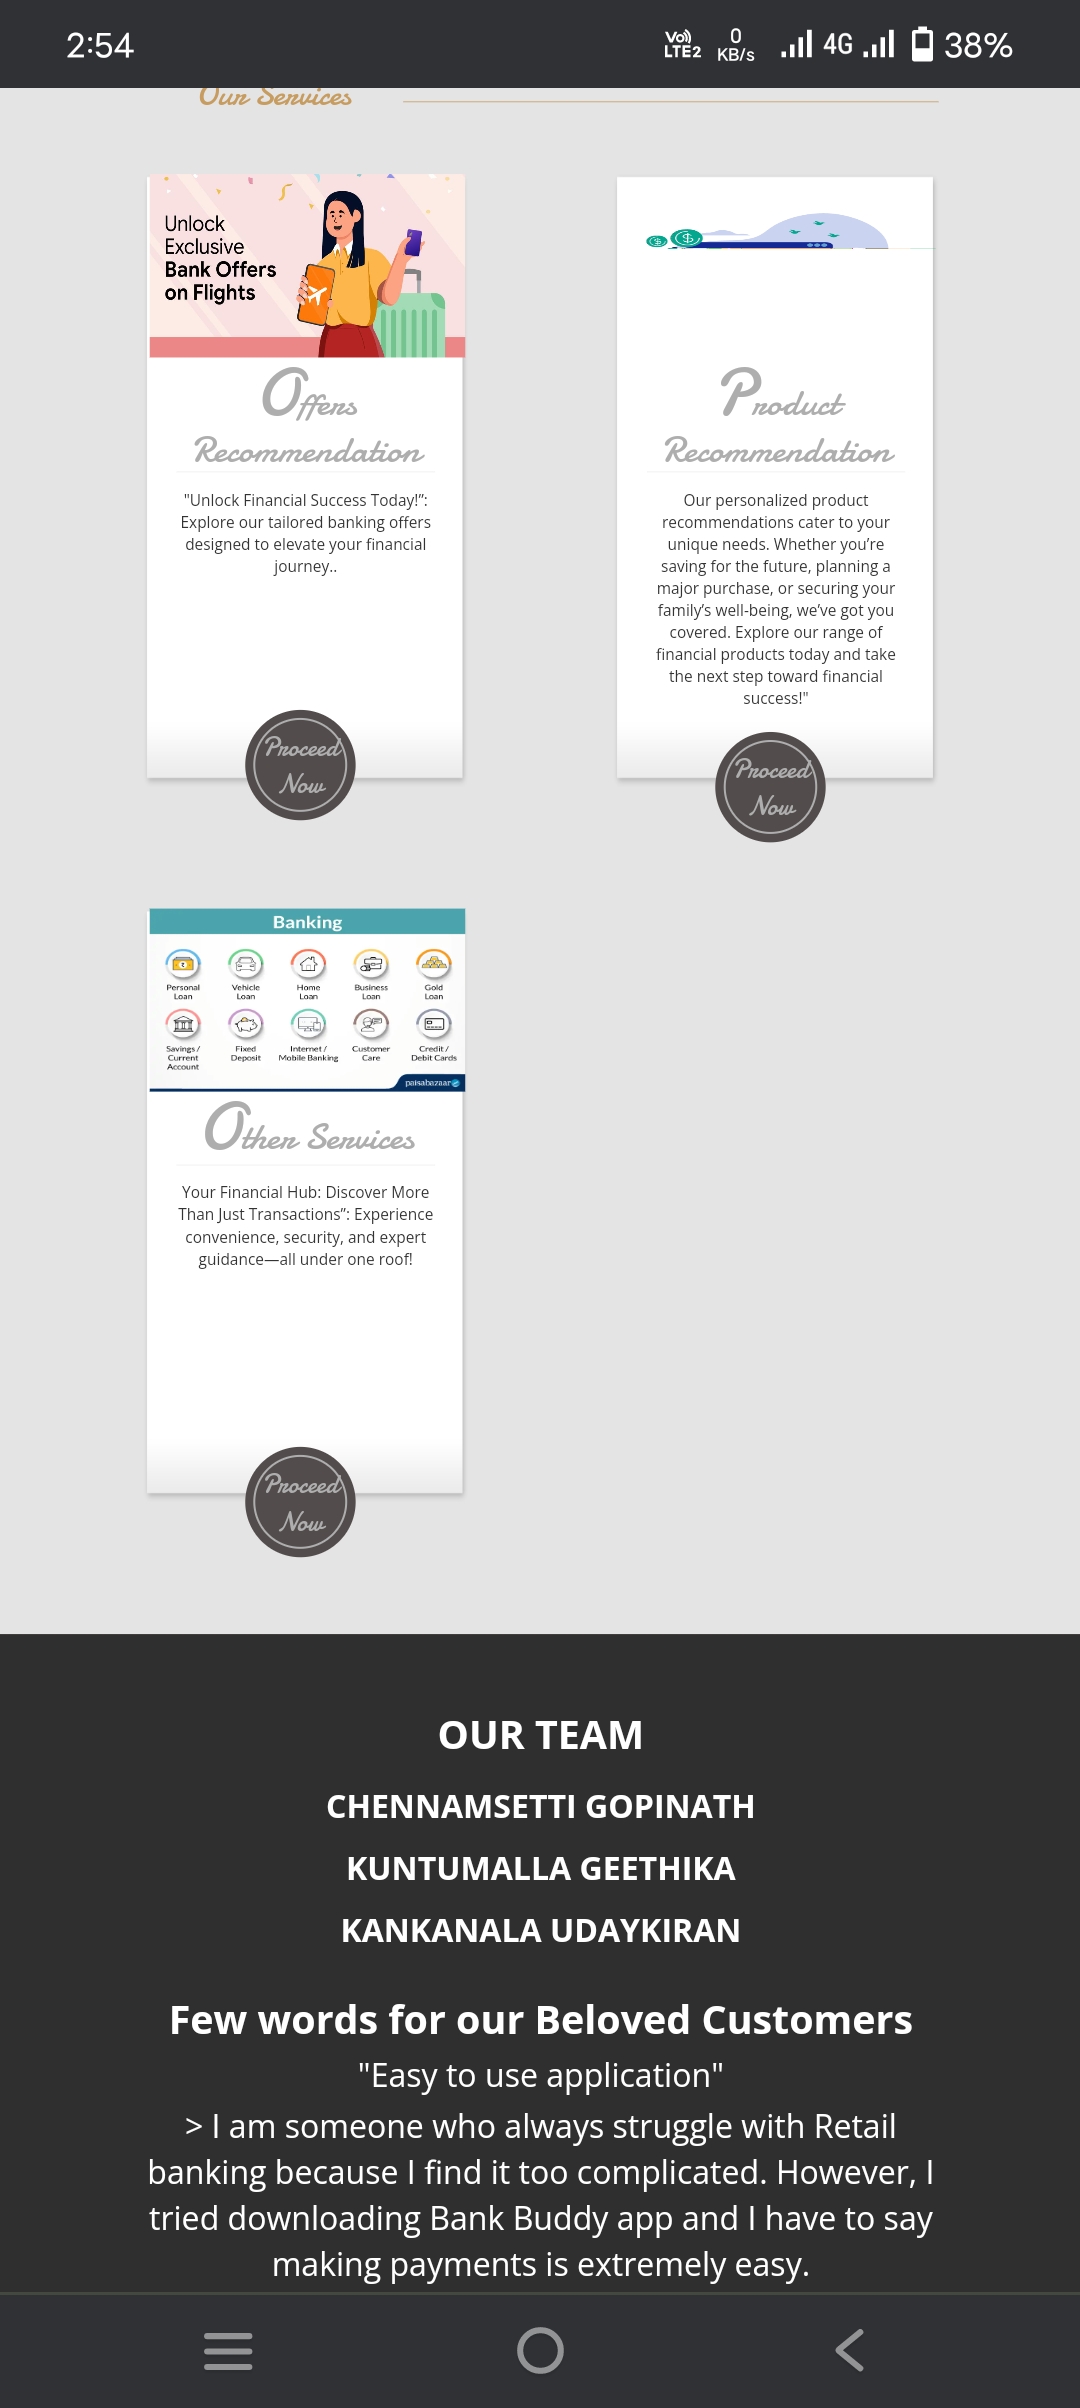 2:54
Vo)) LTE2 0 KB/s 4G 38%
Our Services
Unlock
Exclusive
Bank Offers
on Flights
Offers
Recommendation
"Unlock Financial Success Today!”:
Explore our tailored banking offers
designed to elevate your financial
journey..
Proceed
Now
Product
Recommendation
Our personalized product
recommendations cater to your
unique needs. Whether you’re
saving for the future, planning a
major purchase, or securing your
family’s well-being, we’ve got you
covered. Explore our range of
financial products today and take
the next step toward financial
success!"
Proceed
Now
Banking
Personal Loan
Vehicle Loan
Home Loan
Business Loan
Gold Loan
Savings / Current Account
Fixed Deposit
Internet / Mobile Banking
Customer Care
Credit / Debit Cards
paisabazaar
Other Services
Your Financial Hub: Discover More
Than Just Transactions”: Experience
convenience, security, and expert
guidance—all under one roof!
Proceed
Now
OUR TEAM
CHENNAMSETTI GOPINATH
KUNTUMALLA GEETHIKA
KANKANALA UDAYKIRAN
Few words for our Beloved Customers
"Easy to use application"
> I am someone who always struggle with Retail
banking because I find it too complicated. However, I
tried downloading Bank Buddy app and I have to say
making payments is extremely easy.